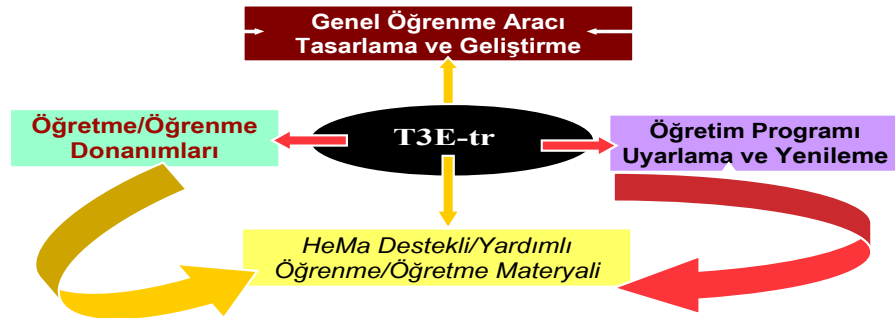 Genel Öğrenme Aracı
Tasarlama ve Geliştirme
Öğretme/Öğrenme
Donanımları
T3E-tr
Öğretim Programı
Uyarlama ve Yenileme
HeMa Destekli/Yardımlı
Öğrenme/Öğretme Materyali